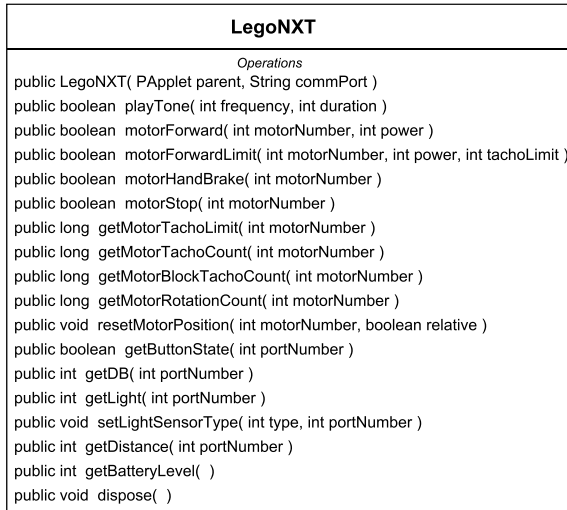 LegoNXT
Operations
public LegoNXT( PApplet parent, String commPort )
public boolean playTone( int frequency, int duration )
public boolean motorForward( int motorNumber, int power )
public boolean motorForwardLimit( int motorNumber, int power, int tachoLimit )
public boolean motorHandBrake( int motorNumber )
public boolean motorStop( int motorNumber )
public long getMotorTachoLimit( int motorNumber )
public long getMotorTachoCount( int motorNumber )
public long getMotorBlockTachoCount( int motorNumber )
public long getMotorRotationCount( int motorNumber )
public void resetMotorPosition( int motorNumber, boolean relative )
public boolean getButtonState( int portNumber )
public int getDB( int portNumber )
public int getLight( int portNumber )
public void setLightSensorType( int type, int portNumber )
public int getDistance( int portNumber )
public int getBatteryLevel( )
public void dispose( )